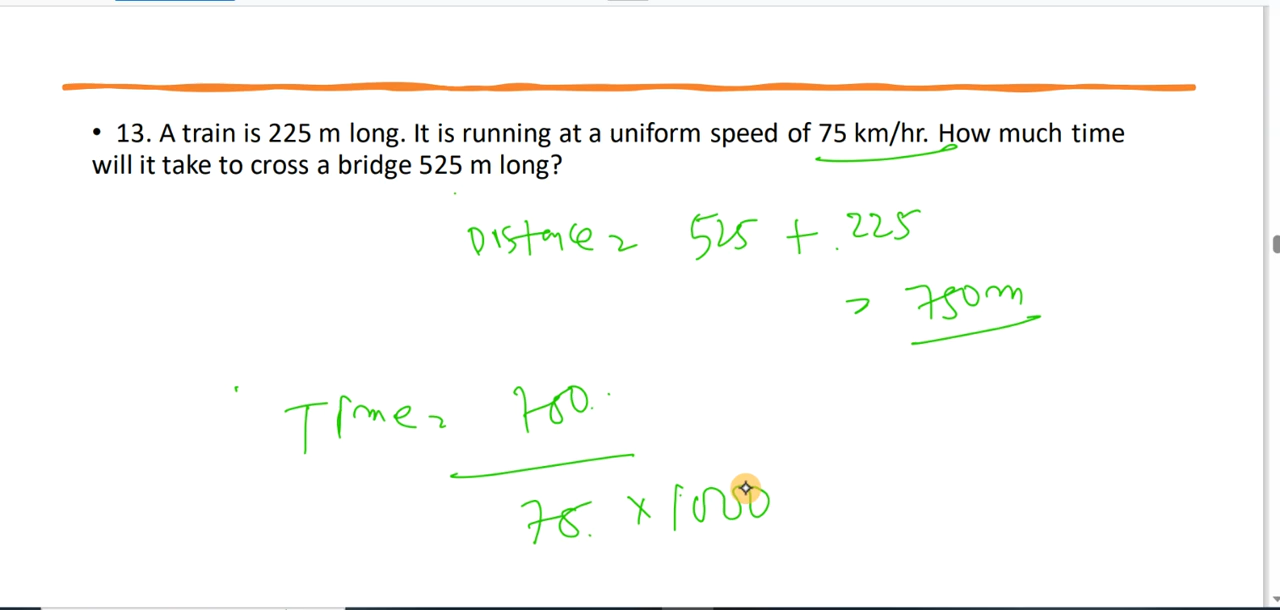 • 13. A train is 225 m long. It is running at a uniform speed of 75 km/hr. How much time
will it take to cross a bridge 525 m long?
Distance = 525 + 225
= 750m
Time = 750
75 × 1000